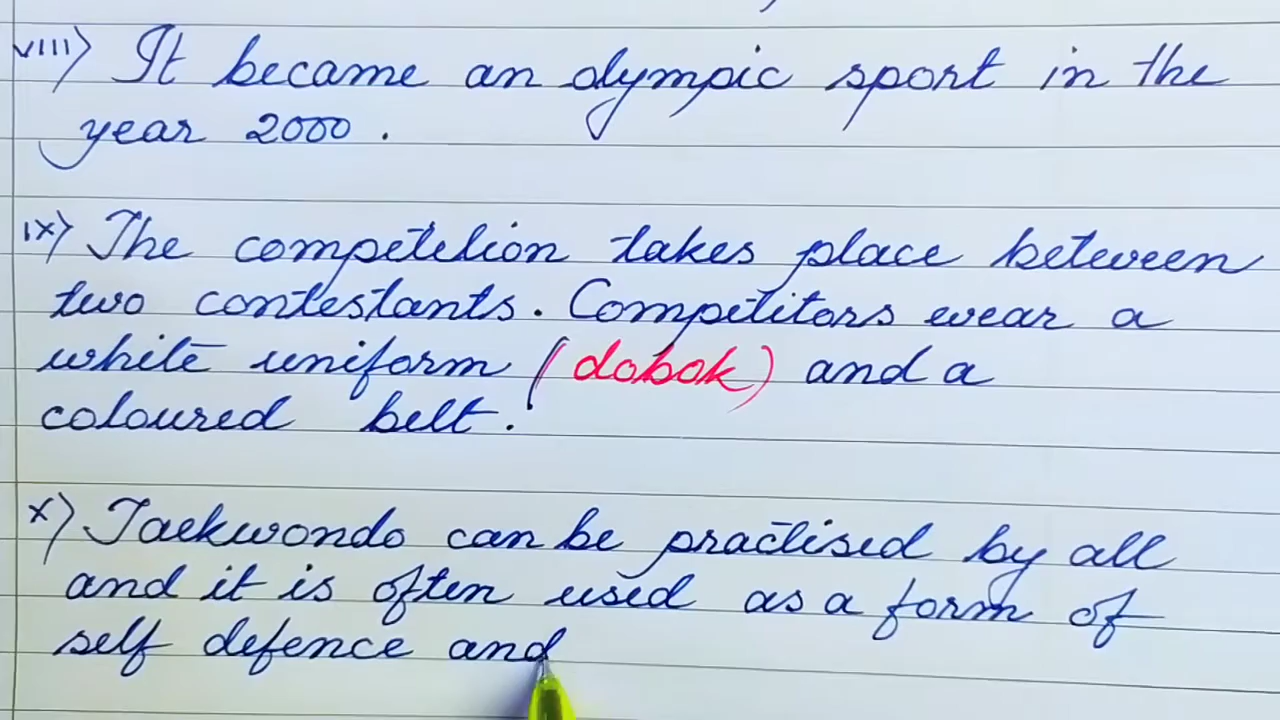 viii) It became an olympic sport in the
year 2000.
ix) The competetion takes place between
two contestants. Competitors wear a
white uniform (dobok) and a
coloured belt.
x) Taekwondo can be practised by all
and it is often used as a form of
self defence and